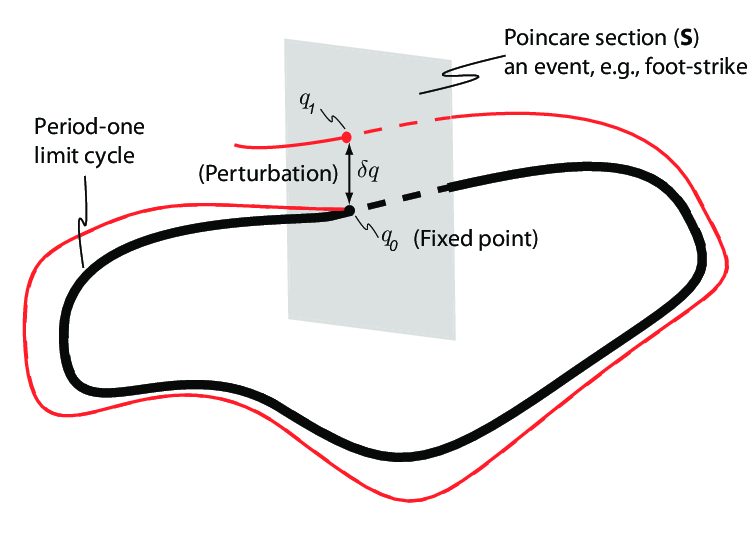 Poincare section (S)
an event, e.g., foot-strike
q1
Period-one
limit cycle
(Perturbation) δq
q0 (Fixed point)